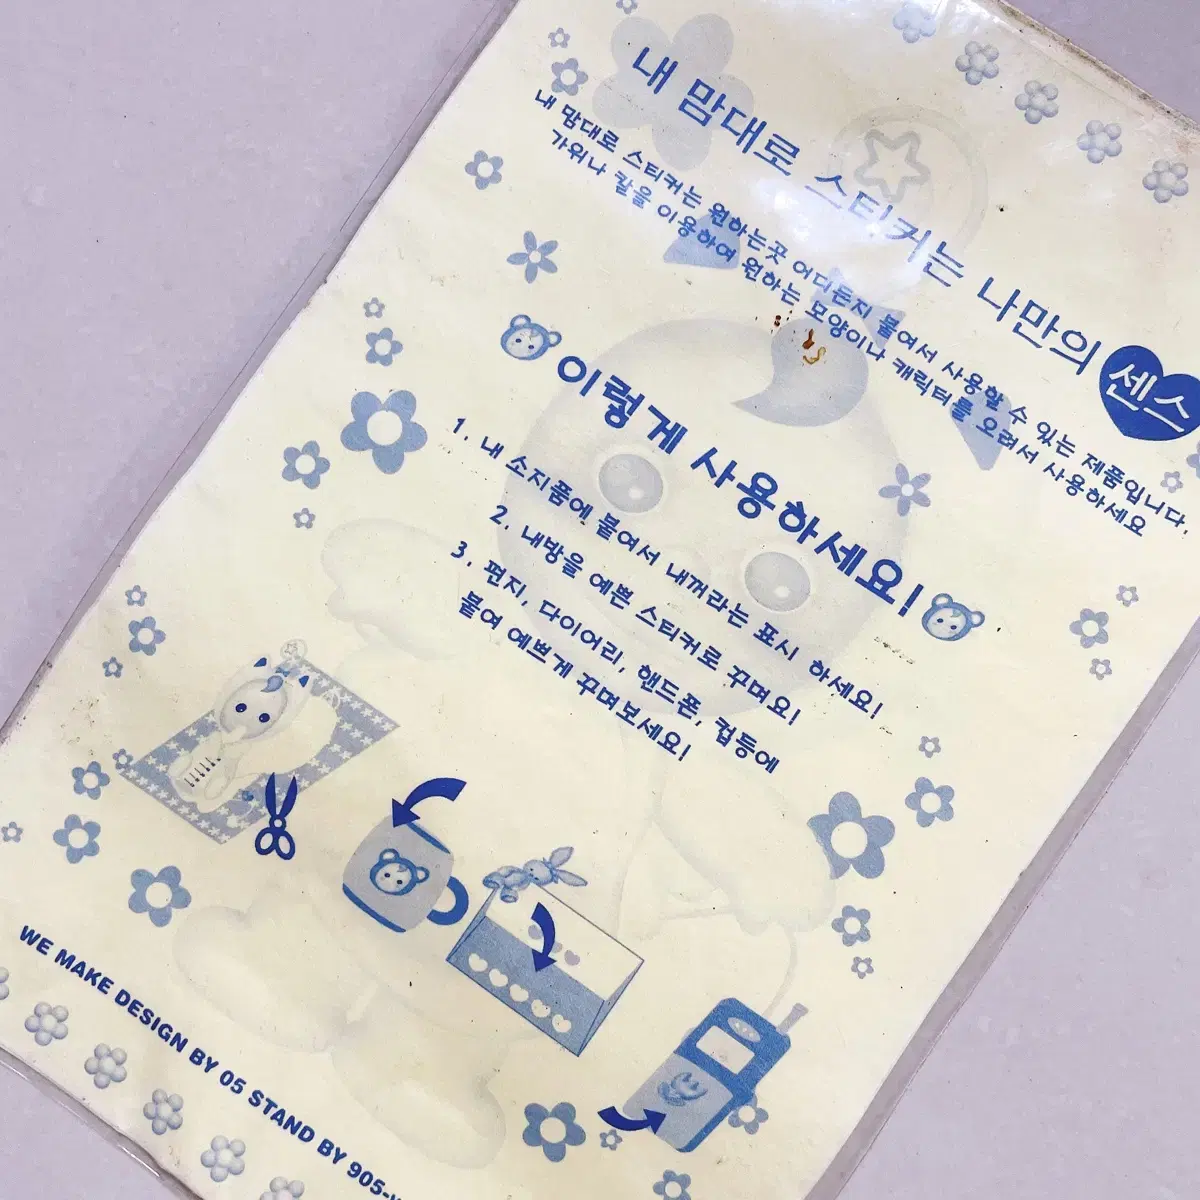 내 맘대로 스티커는 나만의 센스
내 맘대로 스티커는 원하는곳 어디든지 붙여서 사용할 수 있는 제품입니다.
가위나 칼을 이용하여 원하는 모양이나 캐릭터를 오려서 사용하세요
이렇게 사용하세요!
1. 내 소지품에 붙여서 내꺼라는 표시 하세요!
2. 내방을 예쁜 스티커로 꾸며요!
3. 편지, 다이어리, 핸드폰, 컵등에
붙여 예쁘게 꾸며보세요!
WE MAKE DESIGN BY 05 STAND BY 905-